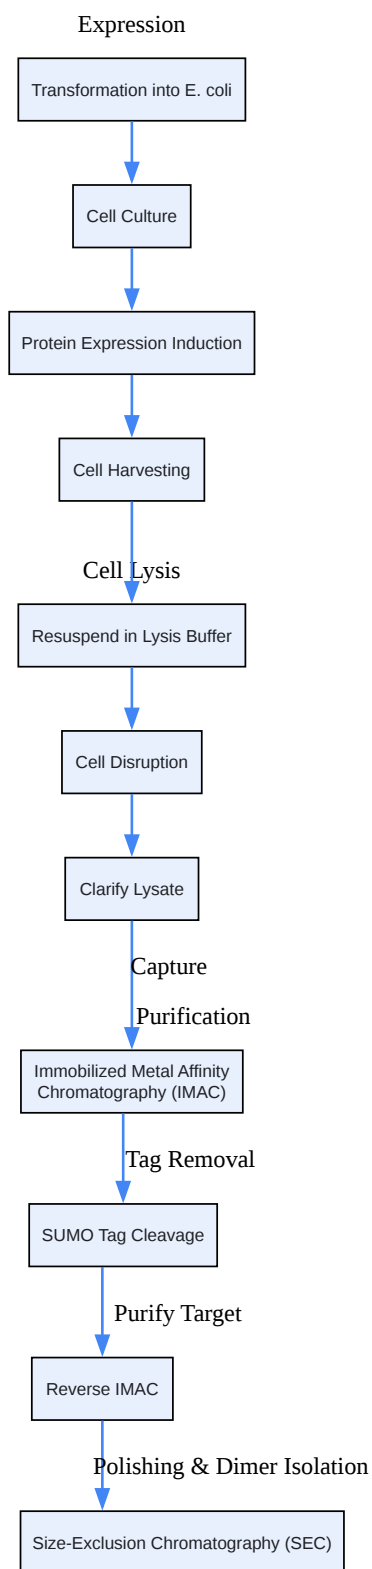 Expression
Transformation into E. coli
Cell Culture
Protein Expression Induction
Cell Harvesting
Cell Lysis
Resuspend in Lysis Buffer
Cell Disruption
Clarify Lysate
Capture
Purification
Immobilized Metal Affinity
Chromatography (IMAC)
Tag Removal
SUMO Tag Cleavage
Purify Target
Reverse IMAC
Polishing & Dimer Isolation
Size-Exclusion Chromatography (SEC)